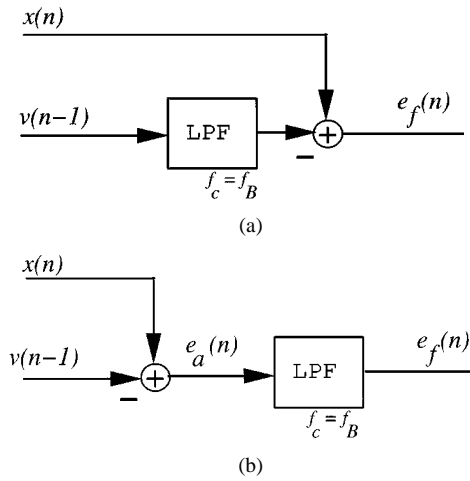 x(n)
v(n-1)
LPF
f_c = f_B
e_f(n)
+
−
(a)
x(n)
v(n-1)
e_a(n)
LPF
f_c = f_B
e_f(n)
+
−
(b)